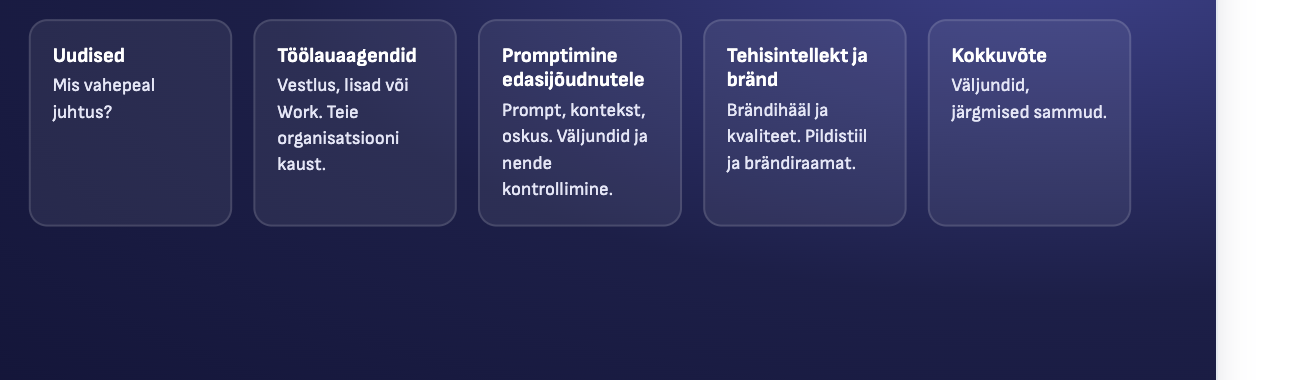 Uudised
Mis vahepeal
juhtus?
Töölauaagendid
Vestlus, lisad või
Work. Teie
organisatsiooni
kaust.
Promptimine
edasijõudnutele
Prompt, kontekst,
oskus. Väljundid ja
nende
kontrollimine.
Tehisintellekt ja
bränd
Brändihääl ja
kvaliteet. Pildistiil
ja brändiraamat.
Kokkuvõte
Väljundid,
järgmised sammud.